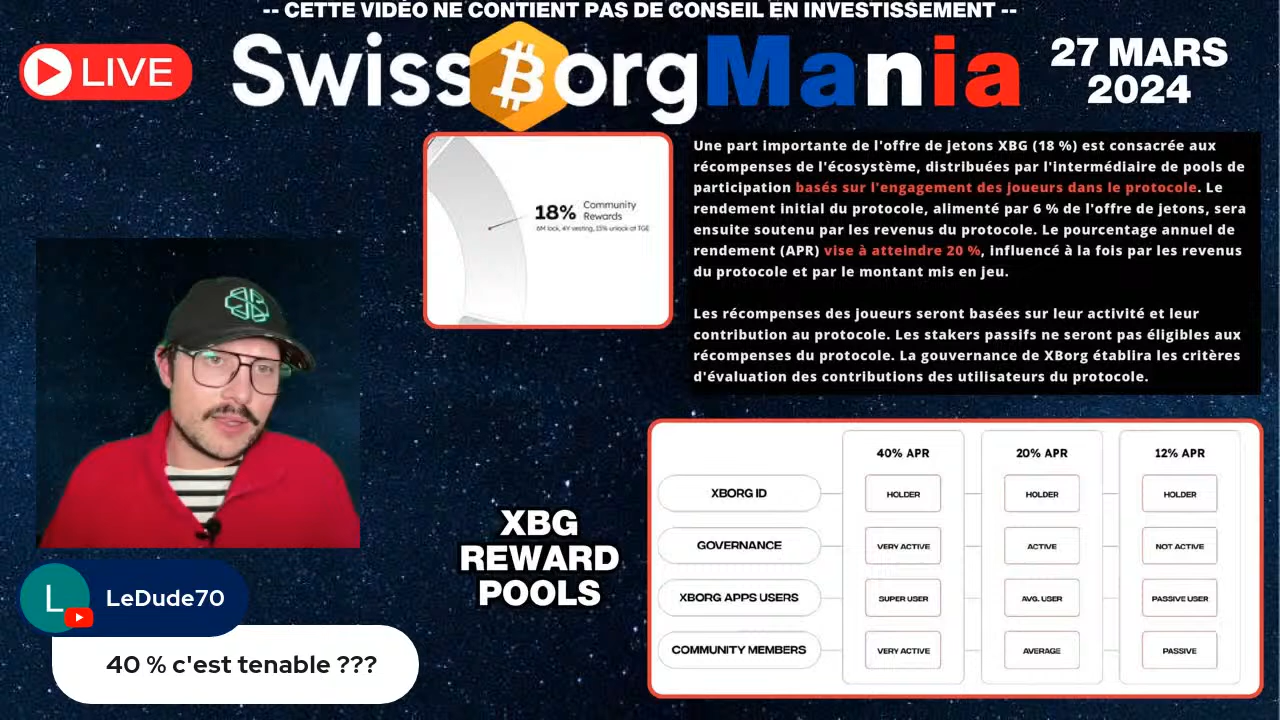 -- CETTE VIDÉO NE CONTIENT PAS DE CONSEIL EN INVESTISSEMENT --
LIVE
SwissBorgMania
27 MARS
2024
18% Community
Rewards
6M lock, 4Y vesting, 15% unlock at TGE
Une part importante de l'offre de jetons XBG (18 %) est consacrée aux
récompenses de l'écosystème, distribuées par l'intermédiaire de pools de
participation basés sur l'engagement des joueurs dans le protocole. Le
rendement initial du protocole, alimenté par 6 % de l'offre de jetons, sera
ensuite soutenu par les revenus du protocole. Le pourcentage annuel de
rendement (APR) vise à atteindre 20 %, influencé à la fois par les revenus
du protocole et par le montant mis en jeu.
Les récompenses des joueurs seront basées sur leur activité et leur
contribution au protocole. Les stakers passifs ne seront pas éligibles aux
récompenses du protocole. La gouvernance de XBorg établira les critères
d'évaluation des contributions des utilisateurs du protocole.
XBG
REWARD
POOLS
40% APR 20% APR 12% APR
XBORG ID HOLDER HOLDER HOLDER
GOVERNANCE VERY ACTIVE ACTIVE NOT ACTIVE
XBORG APPS USERS SUPER USER AVG. USER PASSIVE USER
COMMUNITY MEMBERS VERY ACTIVE AVERAGE PASSIVE
L LeDude70
40 % c'est tenable ???